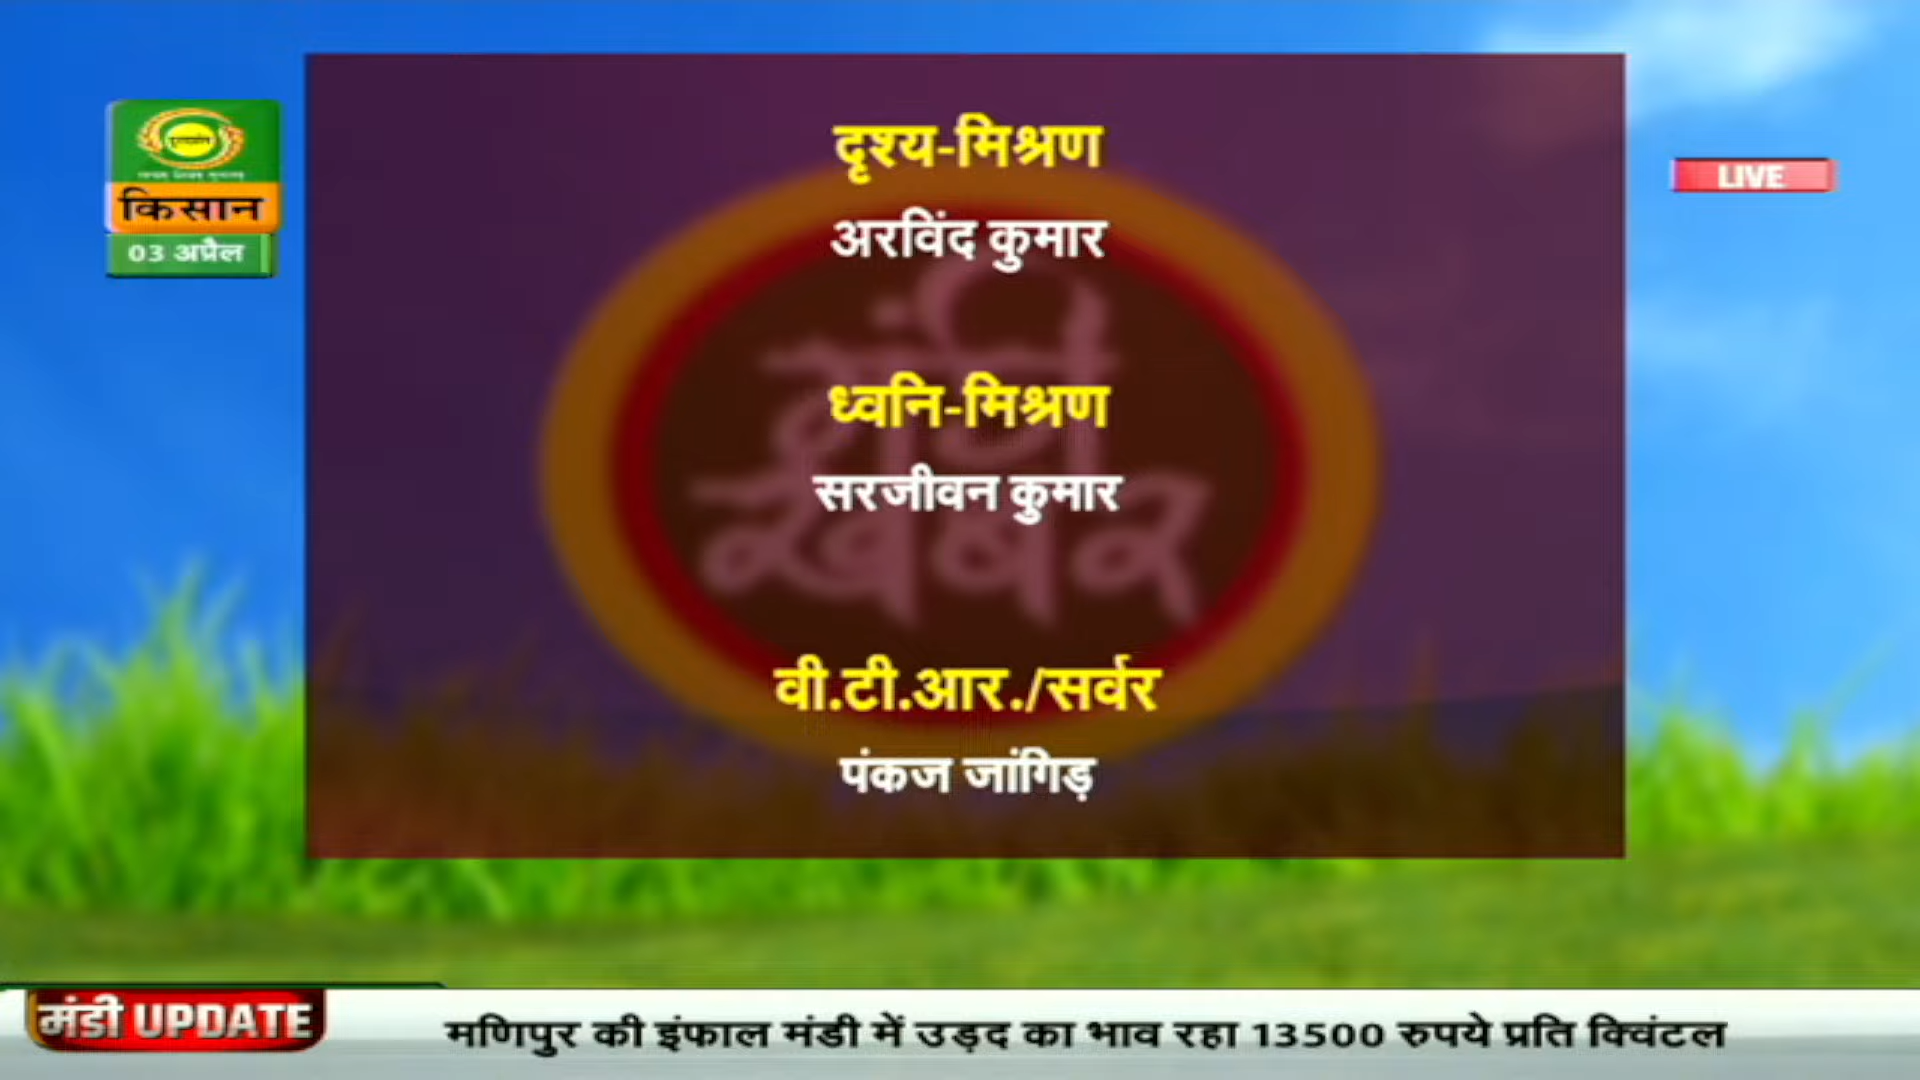 दृश्य-मिश्रण
अरविंद कुमार
किसान
LIVE
03 अप्रैल
मंडी
ध्वनि-मिश्रण
सरजीवन कुमार
खबर
वी.टी.आर./सर्वर
पंकज जांगिड़
मंडी UPDATE
मणिपुर की इंफाल मंडी में उड़द का भाव रहा 13500 रुपये प्रति क्विंटल